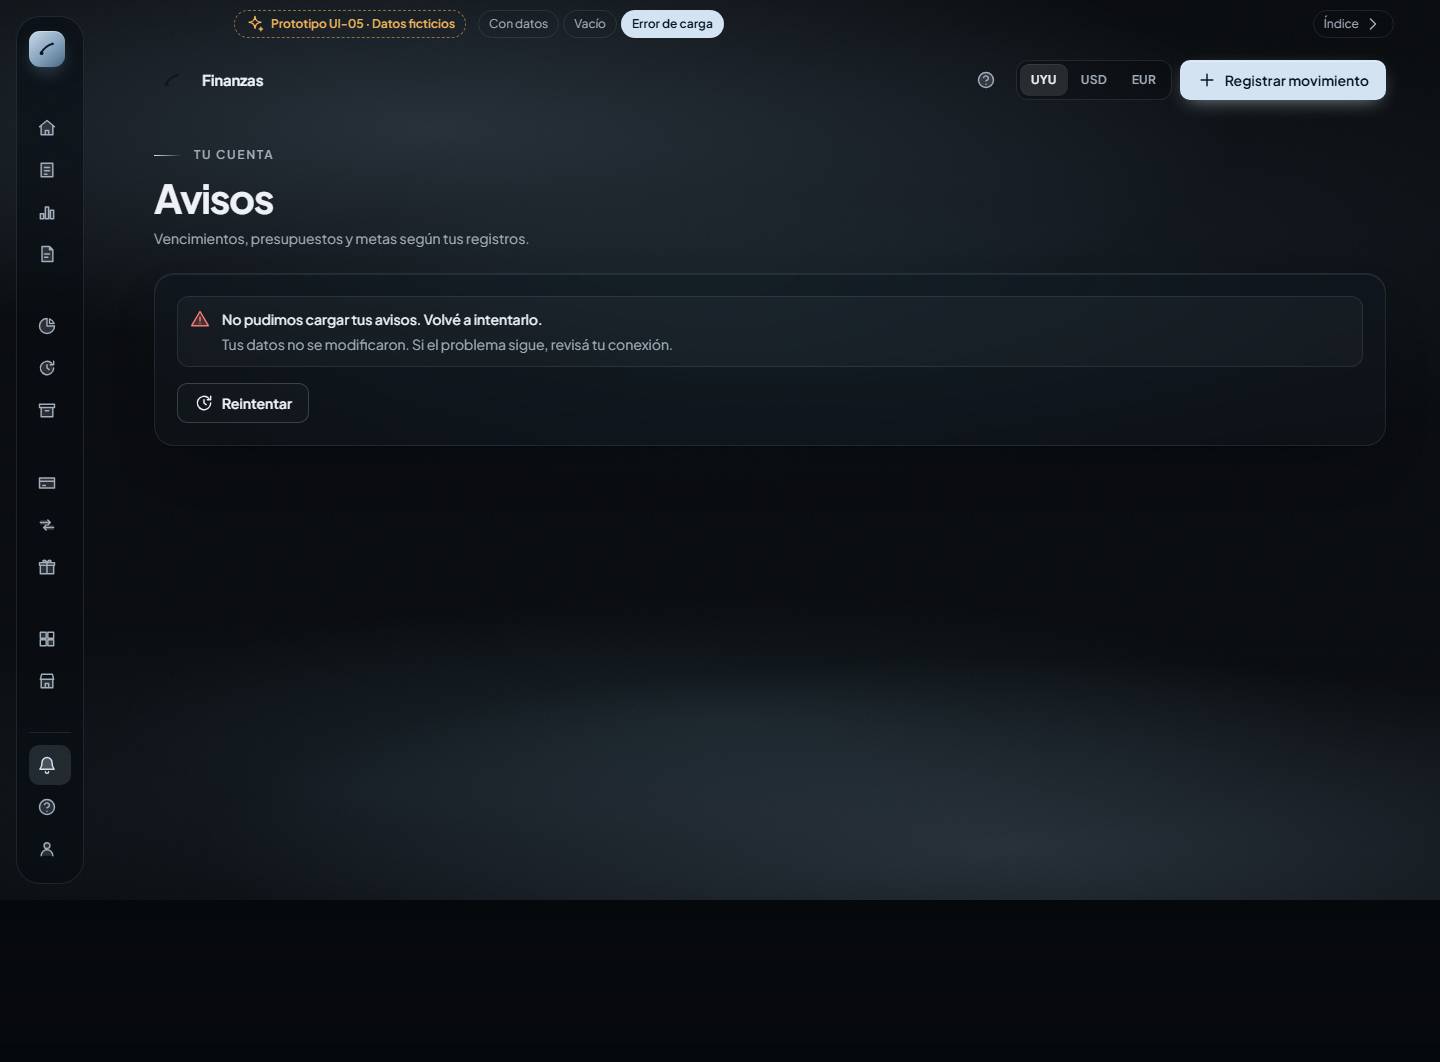 Prototipo UI-05 · Datos ficticios
Con datos
Vacío
Error de carga
Índice
Finanzas
UYU
USD
EUR
Registrar movimiento
TU CUENTA
Avisos
Vencimientos, presupuestos y metas según tus registros.
No pudimos cargar tus avisos. Volvé a intentarlo.
Tus datos no se modificaron. Si el problema sigue, revisá tu conexión.
Reintentar